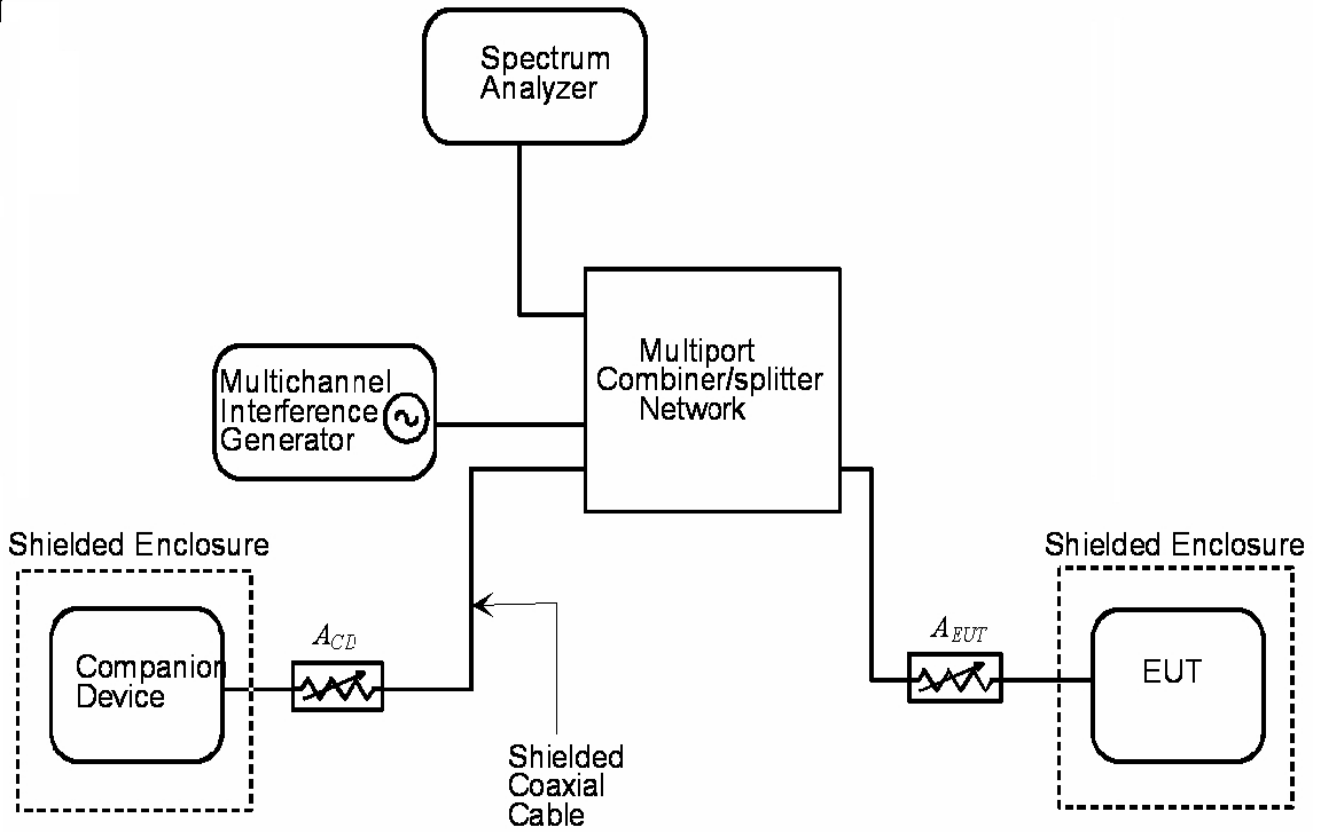 Spectrum
Analyzer
Multiport
Combiner/splitter
Network
Multichannel
Interference
Generator
Shielded Enclosure
Shielded Enclosure
Companion
Device
A_CD
A_EUT
EUT
Shielded
Coaxial
Cable